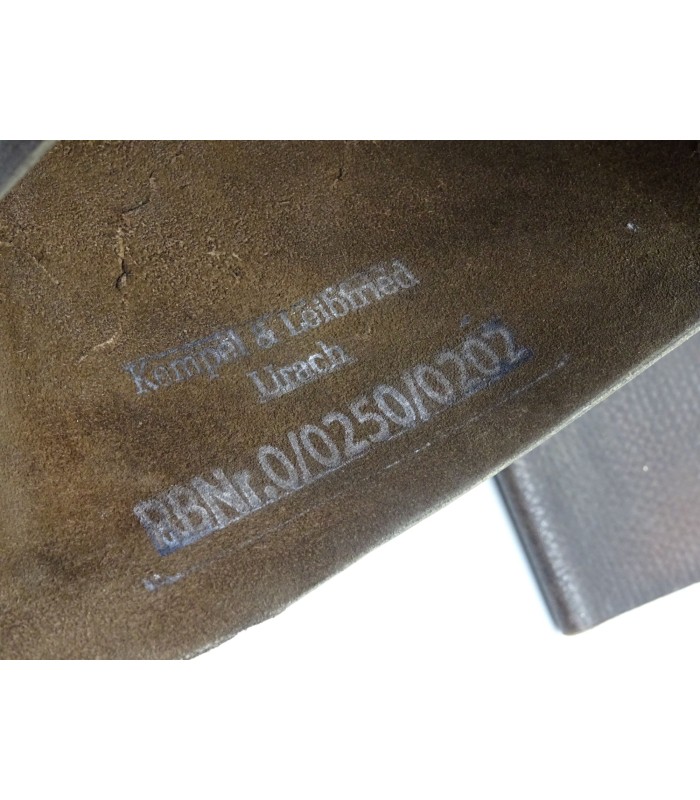 Kempel & Leibfried
Urach
RBNr.0/0250/0202